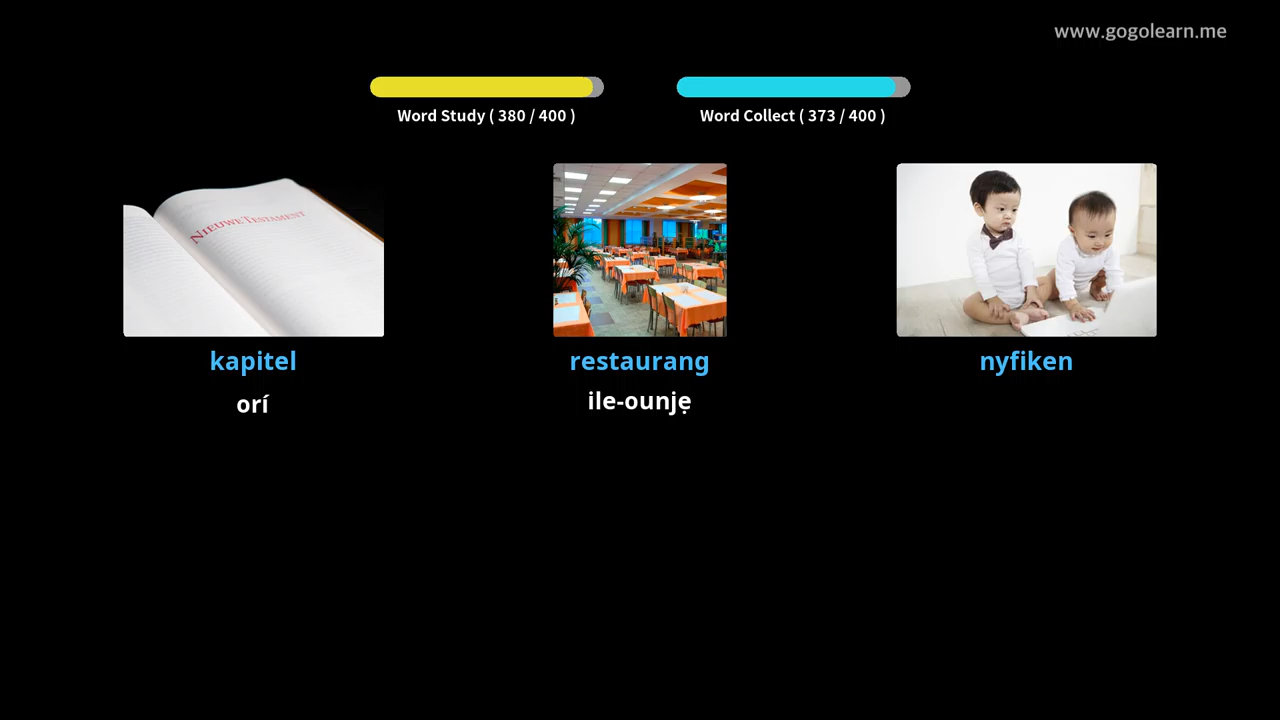 www.gogolearn.me
Word Study ( 380 / 400 )
Word Collect ( 373 / 400 )
NIEUWE TESTAMENT
kapitel
restaurang
nyfiken
orí
ile-ounjẹ